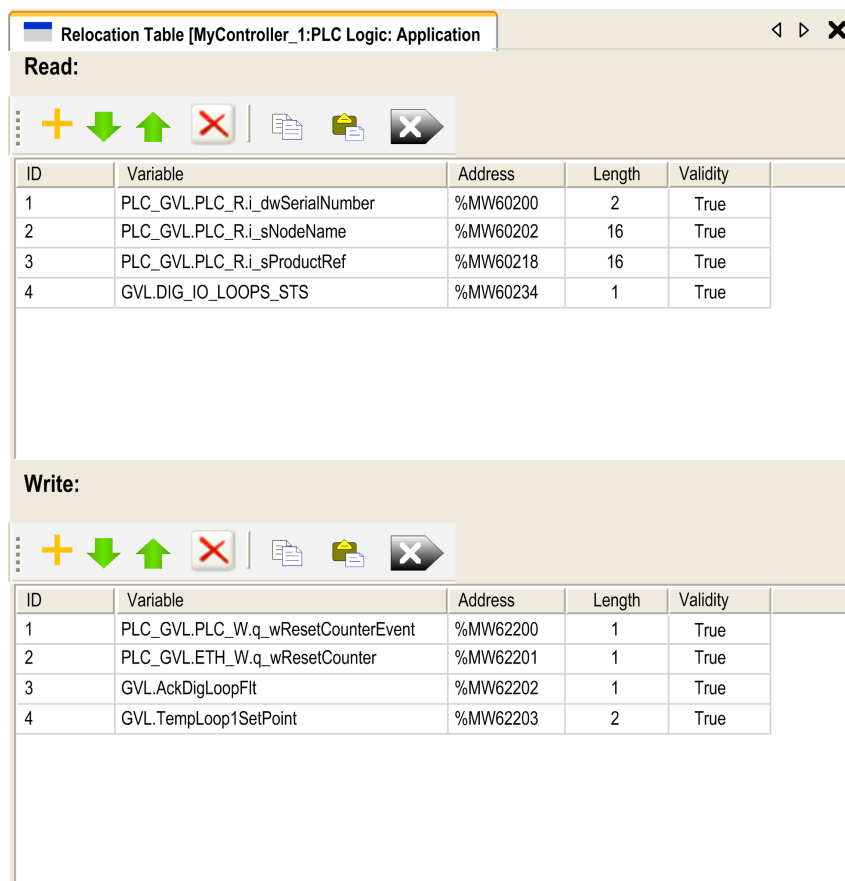 Relocation Table [MyController_1:PLC Logic: Application
Read:
ID Variable Address Length Validity
1 PLC_GVL.PLC_R.i_dwSerialNumber %MW60200 2 True
2 PLC_GVL.PLC_R.i_sNodeName %MW60202 16 True
3 PLC_GVL.PLC_R.i_sProductRef %MW60218 16 True
4 GVL.DIG_IO_LOOPS_STS %MW60234 1 True
Write:
ID Variable Address Length Validity
1 PLC_GVL.PLC_W.q_wResetCounterEvent %MW62200 1 True
2 PLC_GVL.ETH_W.q_wResetCounter %MW62201 1 True
3 GVL.AckDigLoopFlt %MW62202 1 True
4 GVL.TempLoop1SetPoint %MW62203 2 True